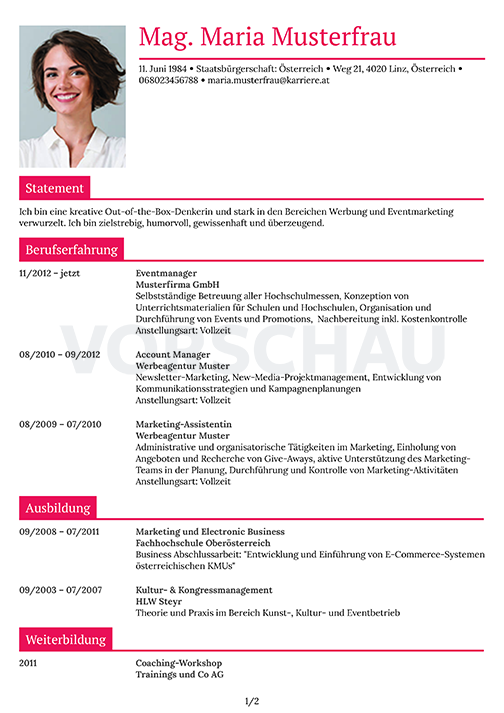 Mag. Maria Musterfrau
11. Juni 1984 • Staatsbürgerschaft: Österreich • Weg 21, 4020 Linz, Österreich •
068023456788 • maria.musterfrau@karriere.at
Statement
Ich bin eine kreative Out-of-the-Box-Denkerin und stark in den Bereichen Werbung und Eventmarketing
verwurzelt. Ich bin zielstrebig, humorvoll, gewissenhaft und überzeugend.
Berufserfahrung
11/2012 – jetzt Eventmanager
Musterfirma GmbH
Selbstständige Betreuung aller Hochschulmessen, Konzeption von
Unterrichtsmaterialien für Schulen und Hochschulen, Organisation und
Durchführung von Events und Promotions, Nachbereitung inkl. Kostenkontrolle
Anstellungsart: Vollzeit
VORSCHAU
08/2010 – 09/2012 Account Manager
Werbeagentur Muster
Newsletter-Marketing, New-Media-Projektmanagement, Entwicklung von
Kommunikationsstrategien und Kampagnenplanungen
Anstellungsart: Vollzeit
08/2009 – 07/2010 Marketing-Assistentin
Werbeagentur Muster
Administrative und organisatorische Tätigkeiten im Marketing, Einholung von
Angeboten und Recherche von Give-Aways, aktive Unterstützung des Marketing-
Teams in der Planung, Durchführung und Kontrolle von Marketing-Aktivitäten
Anstellungsart: Vollzeit
Ausbildung
09/2008 – 07/2011 Marketing und Electronic Business
Fachhochschule Oberösterreich
Business Abschlussarbeit: "Entwicklung und Einführung von E-Commerce-Systemen
österreichischen KMUs"
09/2003 – 07/2007 Kultur- & Kongressmanagement
HLW Steyr
Theorie und Praxis im Bereich Kunst-, Kultur- und Eventbetrieb
Weiterbildung
2011 Coaching-Workshop
Trainings und Co AG
1/2